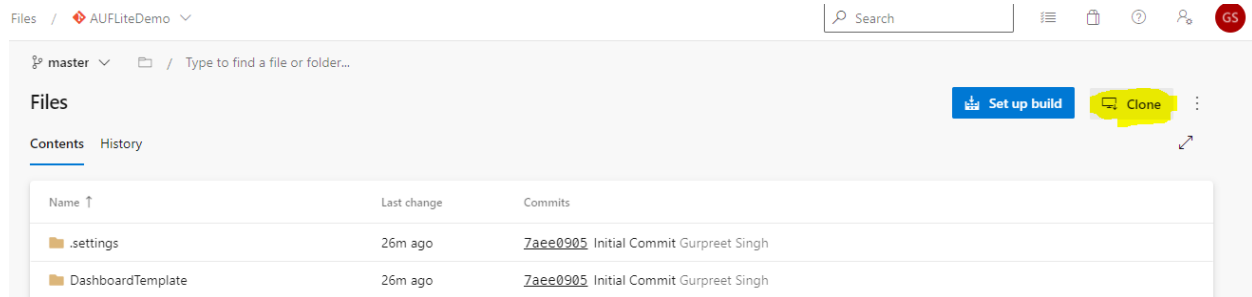 Files / AUFLiteDemo Search GS
master / Type to find a file or folder...
Files Set up build Clone
Contents History
Name ↑ Last change Commits
.settings 26m ago 7aee0905 Initial Commit Gurpreet Singh
DashboardTemplate 26m ago 7aee0905 Initial Commit Gurpreet Singh